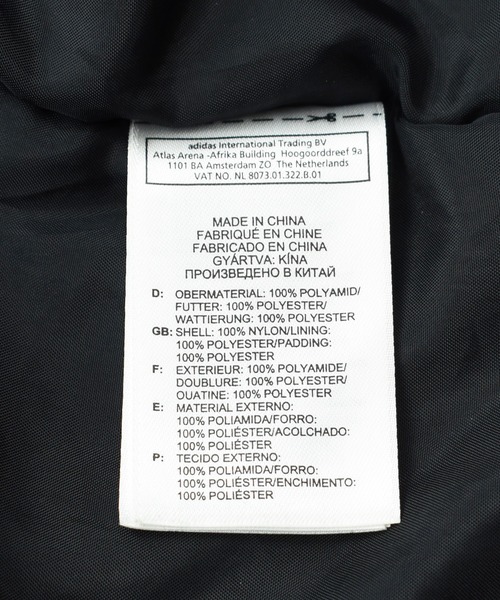 adidas International Trading BV
Atlas Arena -Afrika Building Hoogoorddreef 9a
1101 BA Amsterdam ZO The Netherlands
VAT NO. NL 8073.01.322.B.01
MADE IN CHINA
FABRIQUÉ EN CHINE
FABRICADO EN CHINA
GYÁRTVA: KÍNA
ПРОИЗВЕДЕНО В КИТАЙ
D: OBERMATERIAL: 100% POLYAMID/
FUTTER: 100% POLYESTER/
WATTIERUNG: 100% POLYESTER
GB: SHELL: 100% NYLON/LINING:
100% POLYESTER/PADDING:
100% POLYESTER
F: EXTERIEUR: 100% POLYAMIDE/
DOUBLURE: 100% POLYESTER/
OUATINE: 100% POLYESTER
E: MATERIAL EXTERNO:
100% POLIAMIDA/FORRO:
100% POLIÉSTER/ACOLCHADO:
100% POLIÉSTER
P: TECIDO EXTERNO:
100% POLIAMIDA/FORRO:
100% POLIÉSTER/ENCHIMENTO:
100% POLIÉSTER